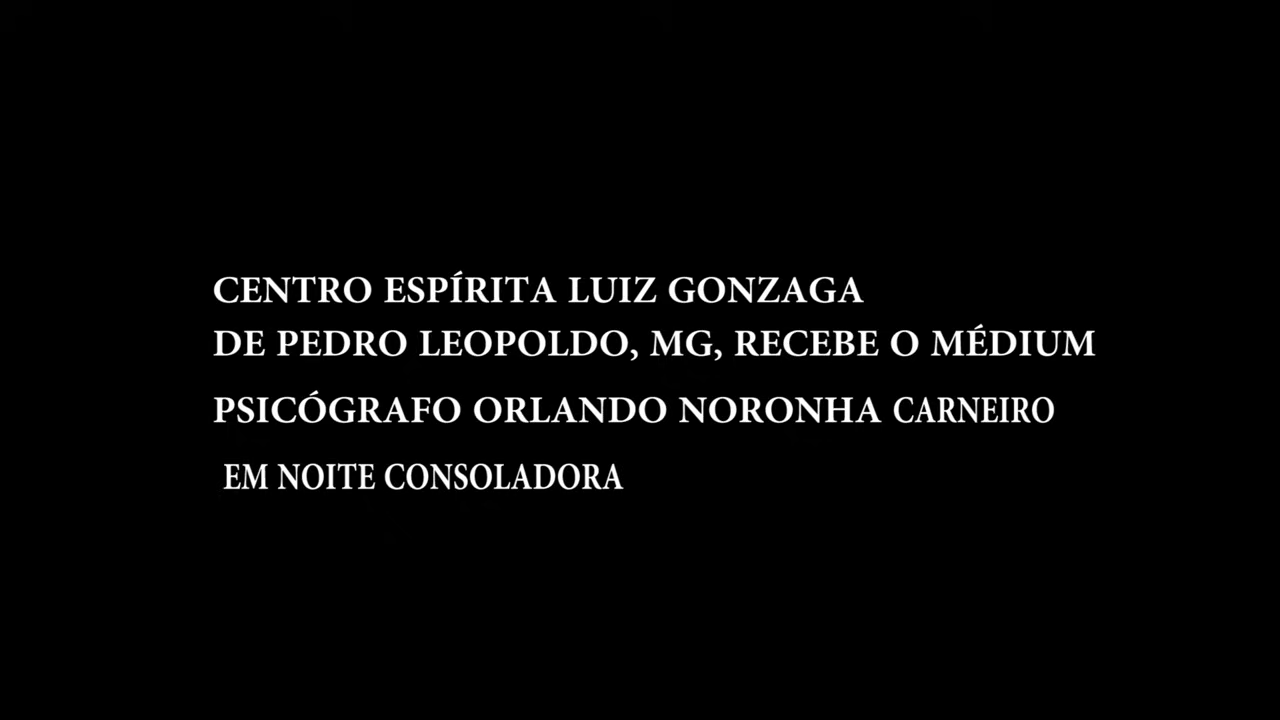 CENTRO ESPÍRITA LUIZ GONZAGA
DE PEDRO LEOPOLDO, MG, RECEBE O MÉDIUM
PSICÓGRAFO ORLANDO NORONHA CARNEIRO
EM NOITE CONSOLADORA